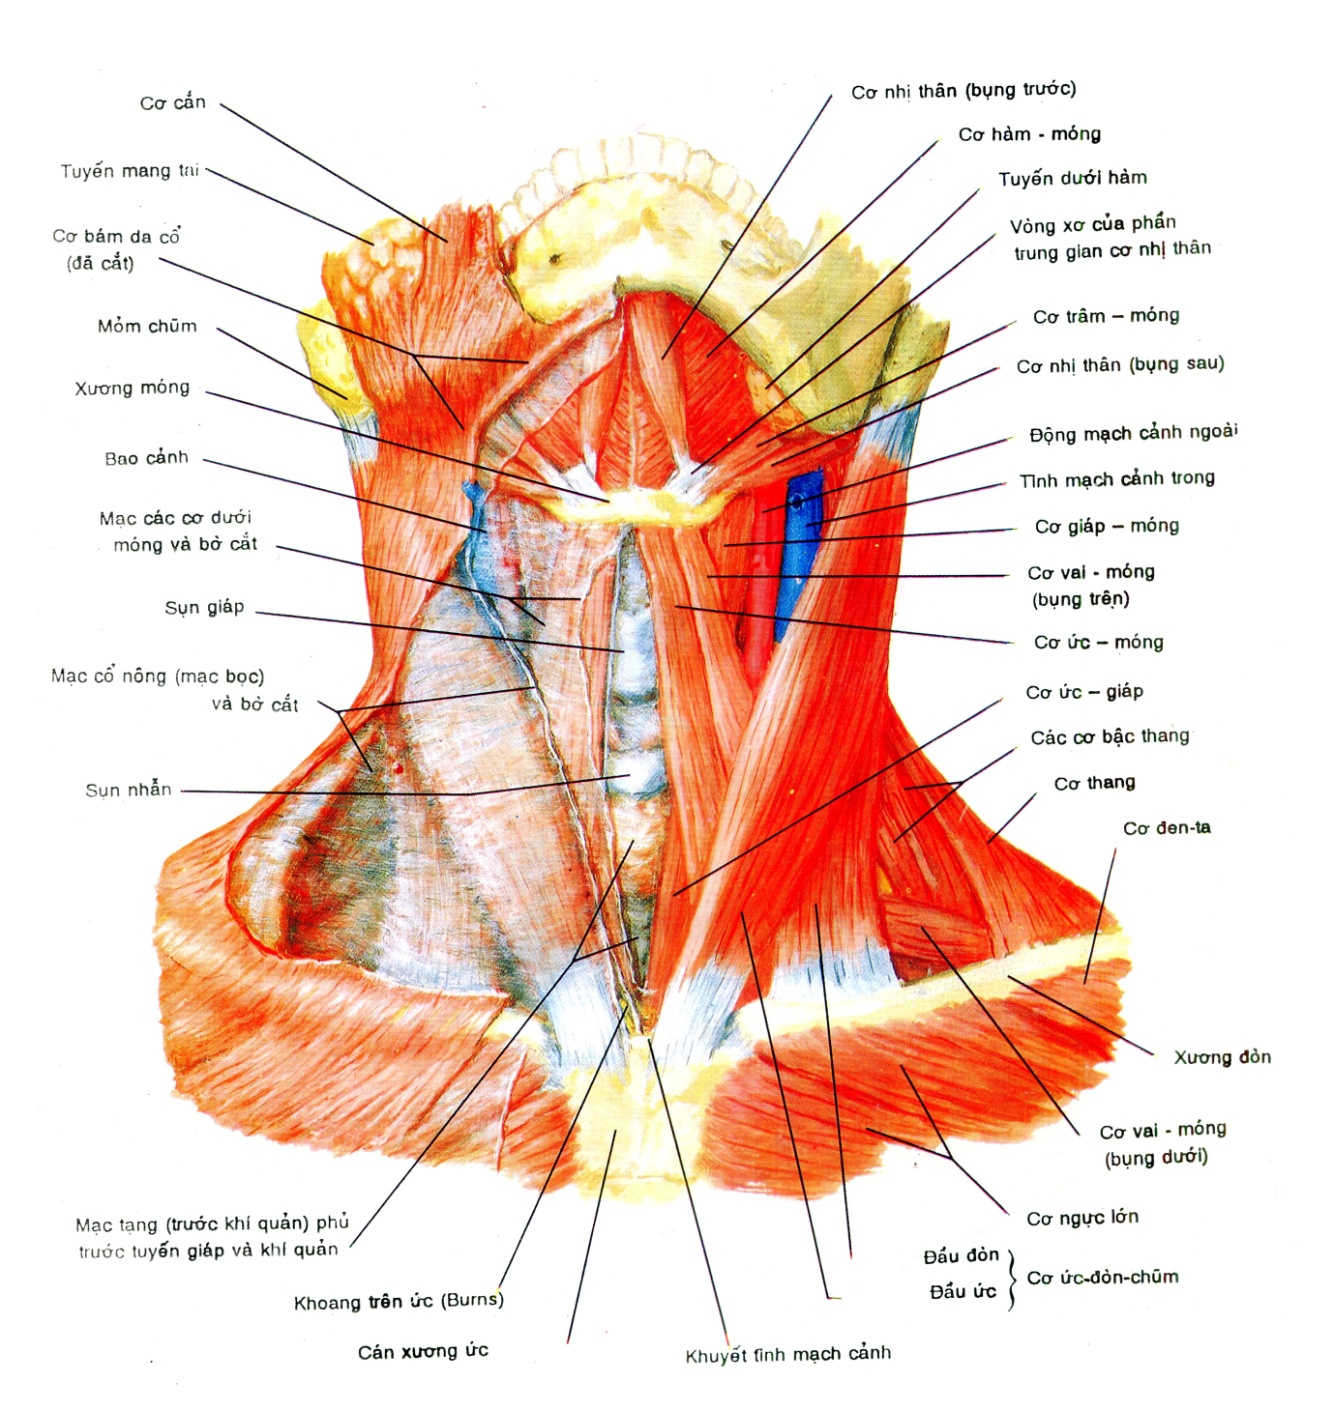 Cơ cắn
Tuyến mang tai
Cơ bám da cổ
(đã cắt)
Mỏm chũm
Xương móng
Bao cảnh
Mạc các cơ dưới
móng và bờ cắt
Sụn giáp
Mạc cổ nông (mạc bọc)
và bờ cắt
Sụn nhẫn
Mạc tạng (trước khí quản) phủ
trước tuyến giáp và khí quản
Khoang trên ức (Burns)
Cán xương ức
Khuyết tĩnh mạch cảnh
Cơ nhị thân (bụng trước)
Cơ hàm - móng
Tuyến dưới hàm
Vòng xơ của phần
trung gian cơ nhị thân
Cơ trâm – móng
Cơ nhị thân (bụng sau)
Động mạch cảnh ngoài
Tĩnh mạch cảnh trong
Cơ giáp – móng
Cơ vai - móng
(bụng trên)
Cơ ức – móng
Cơ ức – giáp
Các cơ bậc thang
Cơ thang
Cơ đen-ta
Xương đòn
Cơ vai - móng
(bụng dưới)
Cơ ngực lớn
Đầu đòn
Đầu ức
Cơ ức-đòn-chũm